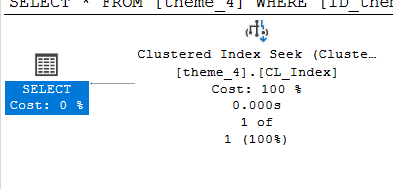 SELECT * FROM [theme_4] WHERE [ID_the
Clustered Index Seek (Cluste…
[theme_4].[CL_Index]
SELECT
Cost: 0 %
Cost: 100 %
0.000s
1 of
1 (100%)